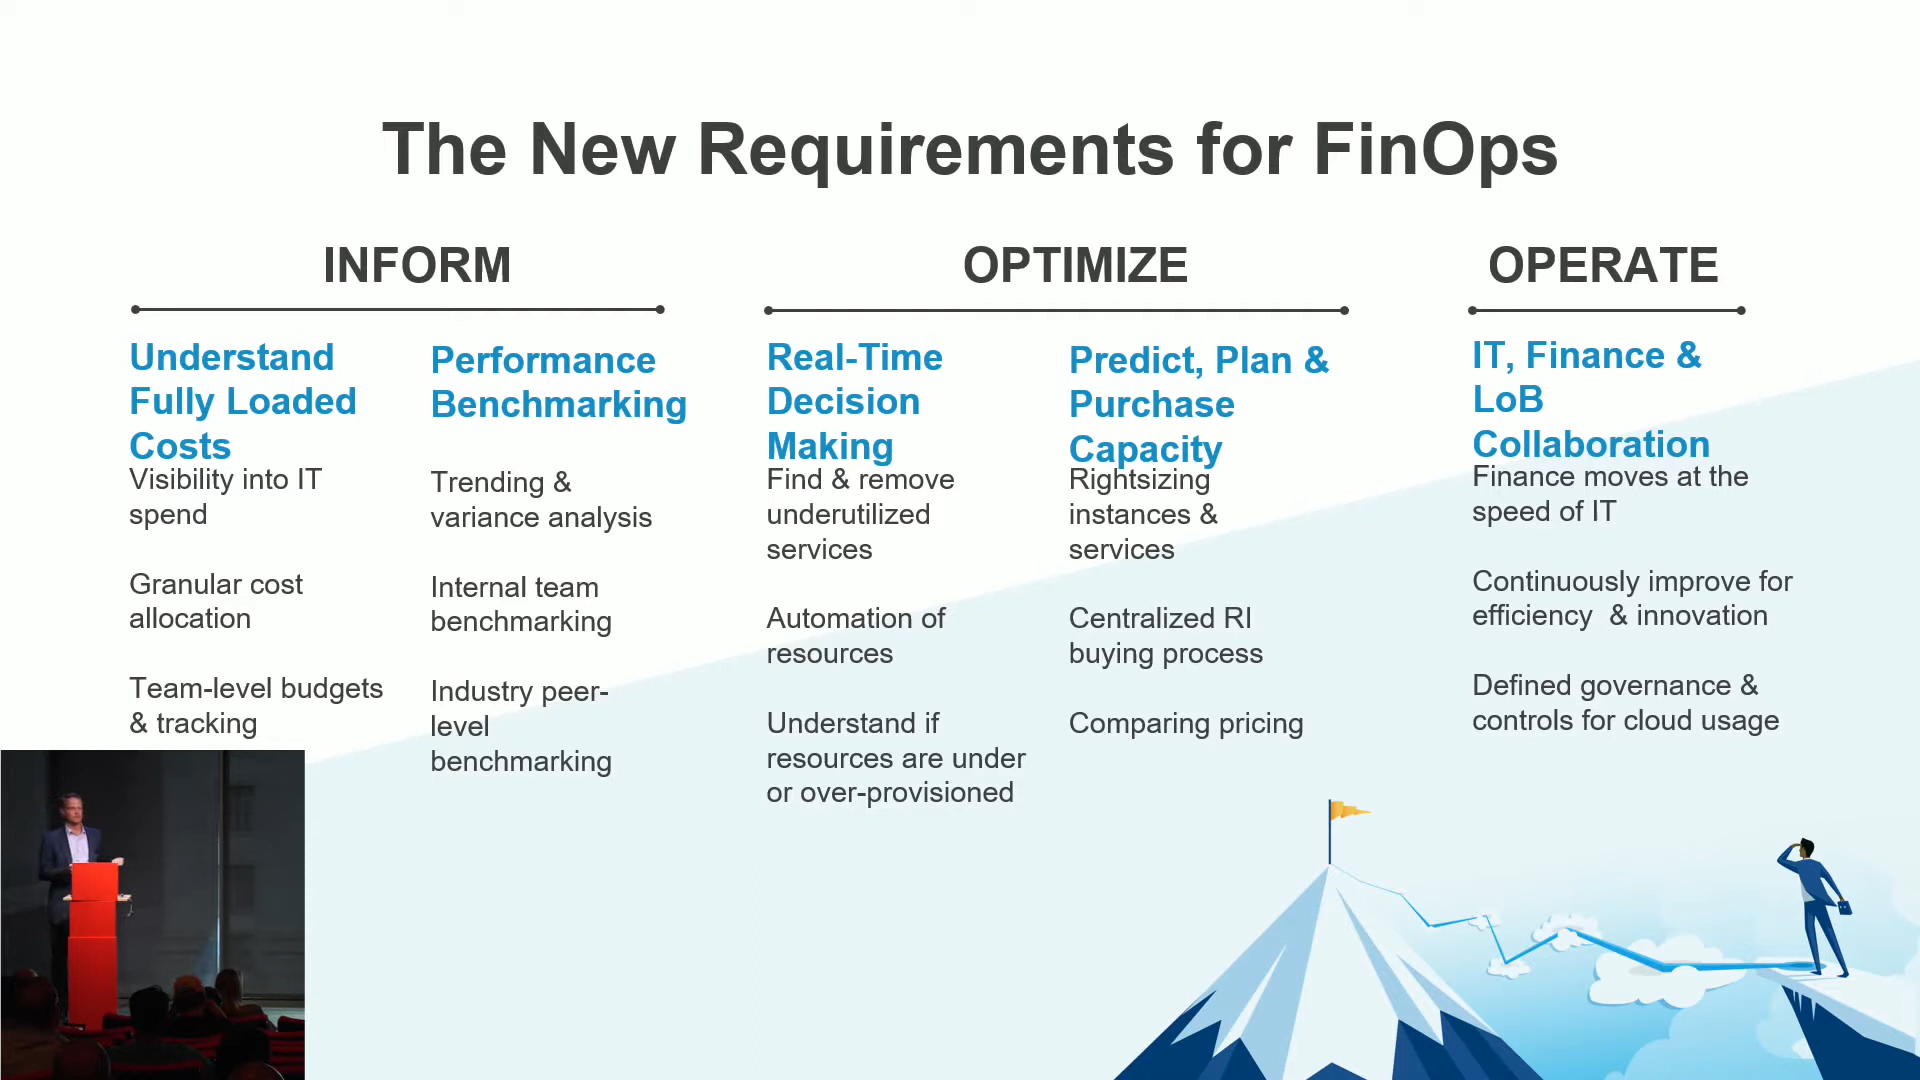 The New Requirements for FinOps
INFORM
Understand
Fully Loaded
Costs
Visibility into IT
spend
Granular cost
allocation
Team-level budgets
& tracking
Performance
Benchmarking
Trending &
variance analysis
Internal team
benchmarking
Industry peer-
level
benchmarking
OPTIMIZE
Real-Time
Decision
Making
Find & remove
underutilized
services
Automation of
resources
Understand if
resources are under
or over-provisioned
Predict, Plan &
Purchase
Capacity
Rightsizing
instances &
services
Centralized RI
buying process
Comparing pricing
OPERATE
IT, Finance &
LoB
Collaboration
Finance moves at the
speed of IT
Continuously improve for
efficiency  & innovation
Defined governance &
controls for cloud usage